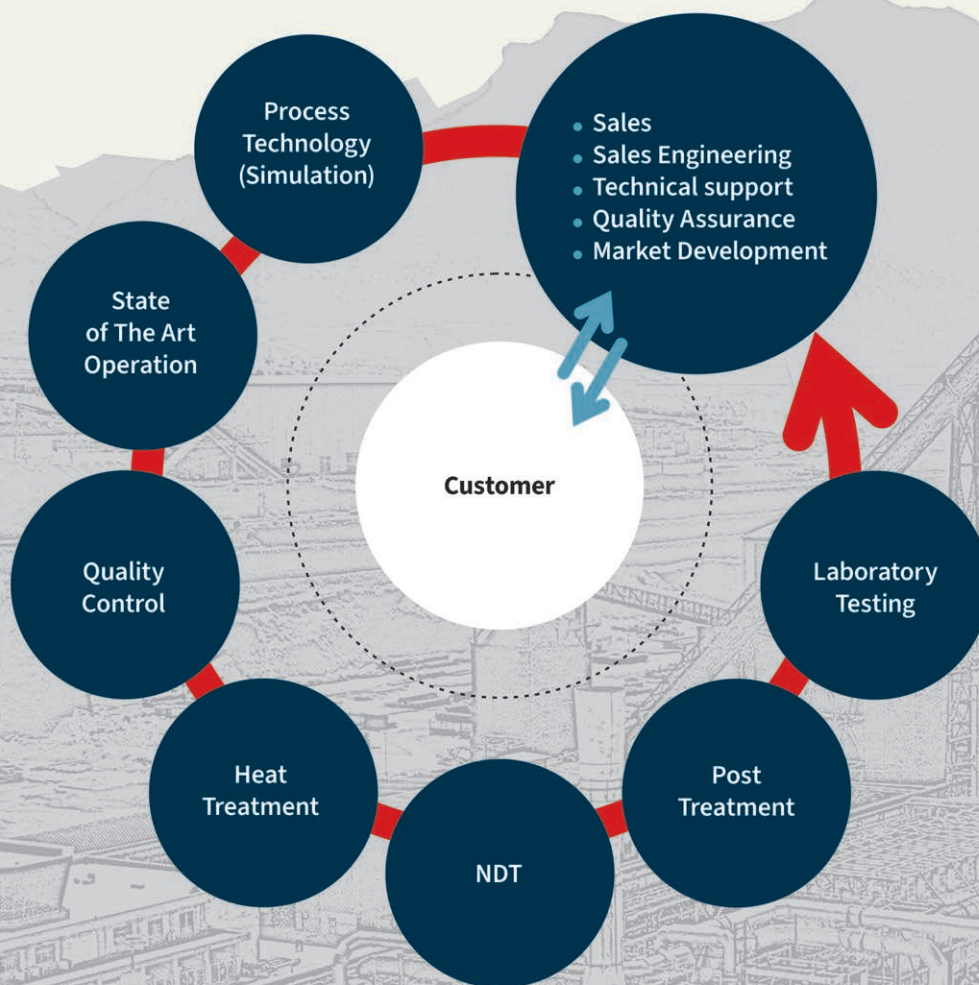 Process
Technology
(Simulation)
• Sales
• Sales Engineering
• Technical support
• Quality Assurance
• Market Development
State
of The Art
Operation
Customer
Quality
Control
Laboratory
Testing
Heat
Treatment
Post
Treatment
NDT